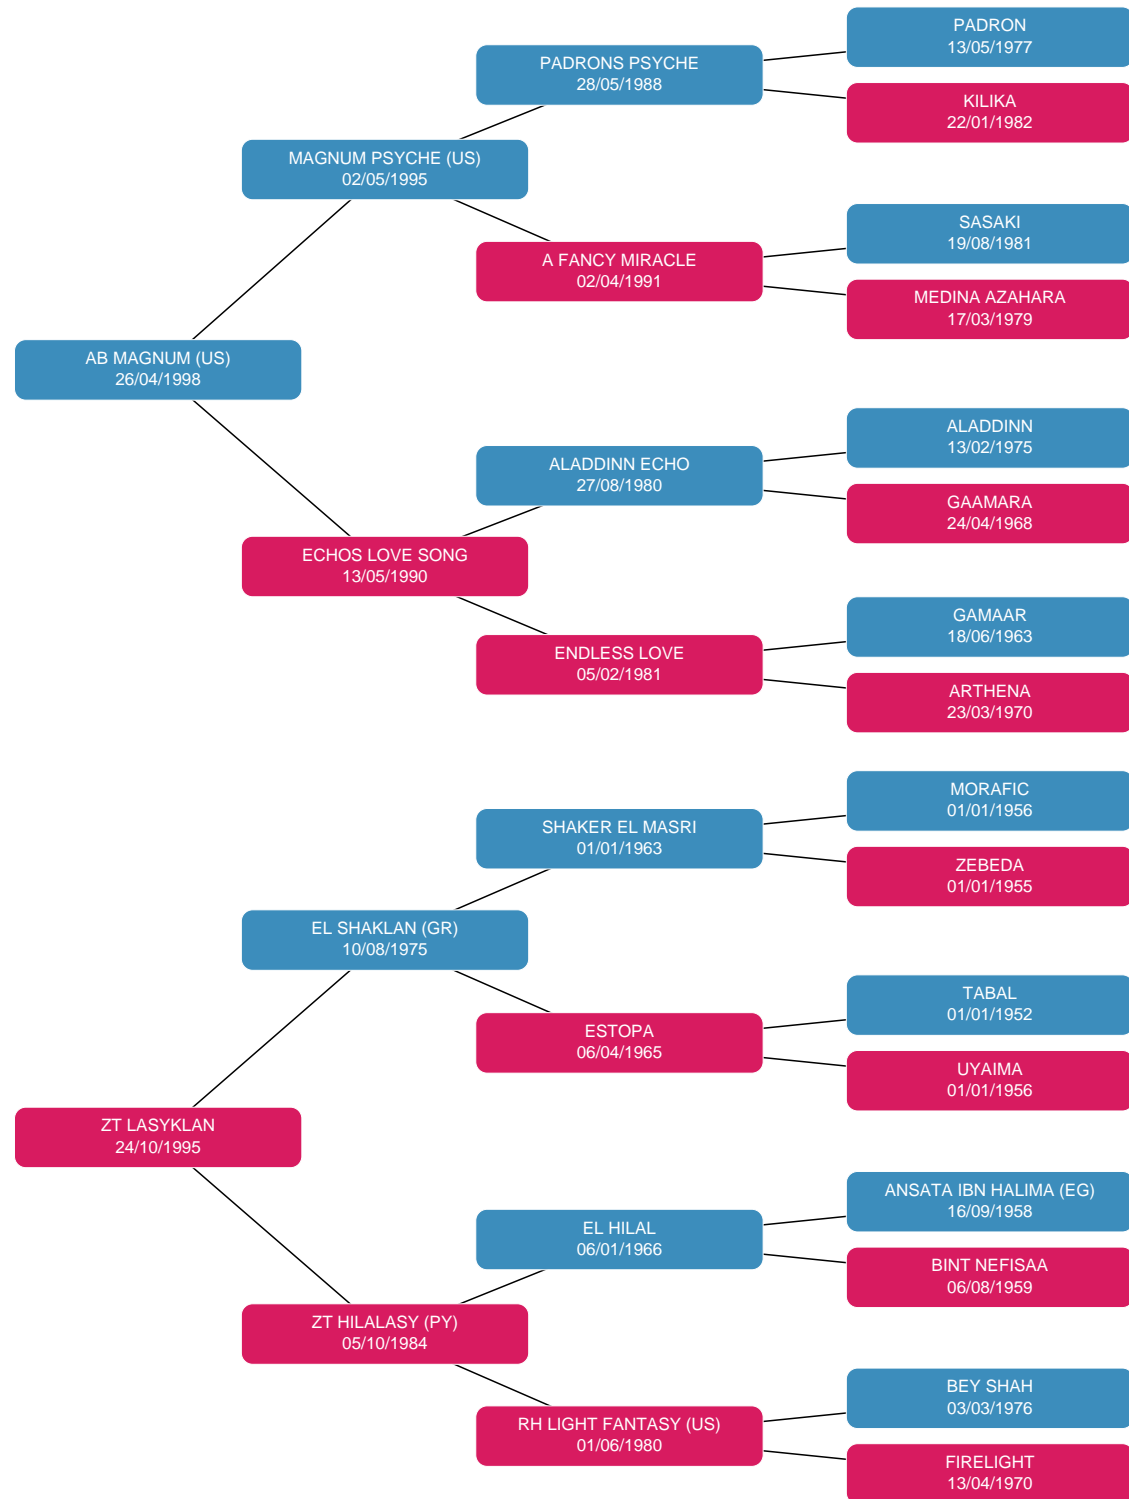 PADRON
13/05/1977
PADRONS PSYCHE
28/05/1988
KILIKA
22/01/1982
MAGNUM PSYCHE (US)
02/05/1995
SASAKI
19/08/1981
A FANCY MIRACLE
02/04/1991
MEDINA AZAHARA
17/03/1979
AB MAGNUM (US)
26/04/1998
ALADDINN
13/02/1975
ALADDINN ECHO
27/08/1980
GAAMARA
24/04/1968
ECHOS LOVE SONG
13/05/1990
GAMAAR
18/06/1963
ENDLESS LOVE
05/02/1981
ARTHENA
23/03/1970
MORAFIC
01/01/1956
SHAKER EL MASRI
01/01/1963
ZEBEDA
01/01/1955
EL SHAKLAN (GR)
10/08/1975
TABAL
01/01/1952
ESTOPA
06/04/1965
UYAIMA
01/01/1956
ZT LASYKLAN
24/10/1995
ANSATA IBN HALIMA (EG)
16/09/1958
EL HILAL
06/01/1966
BINT NEFISAA
06/08/1959
ZT HILALASY (PY)
05/10/1984
BEY SHAH
03/03/1976
RH LIGHT FANTASY (US)
01/06/1980
FIRELIGHT
13/04/1970